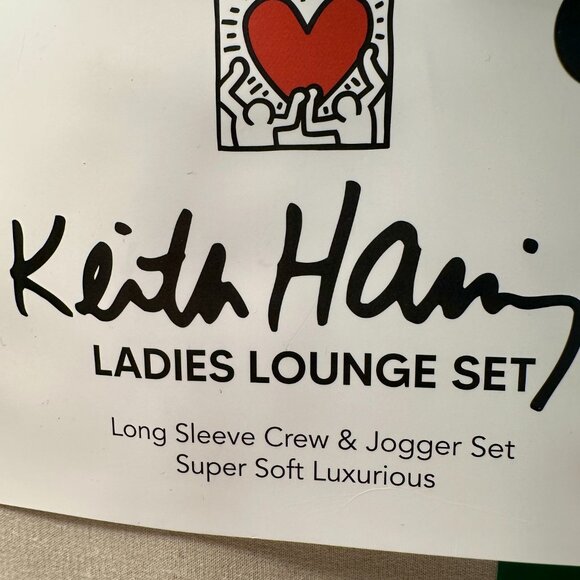 Keith Haring
LADIES LOUNGE SET
Long Sleeve Crew & Jogger Set
Super Soft Luxurious